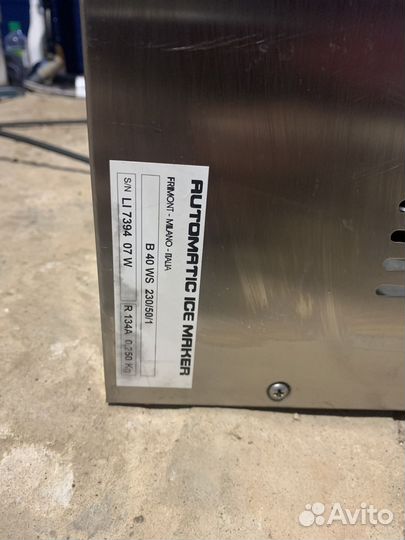 AUTOMATIC ICE MAKER
FRIMONT - MILANO - ITALIA
B 40 WS 230/50/1
S/N LI 7394 07 W R 134A 0,250 Kg
Avito